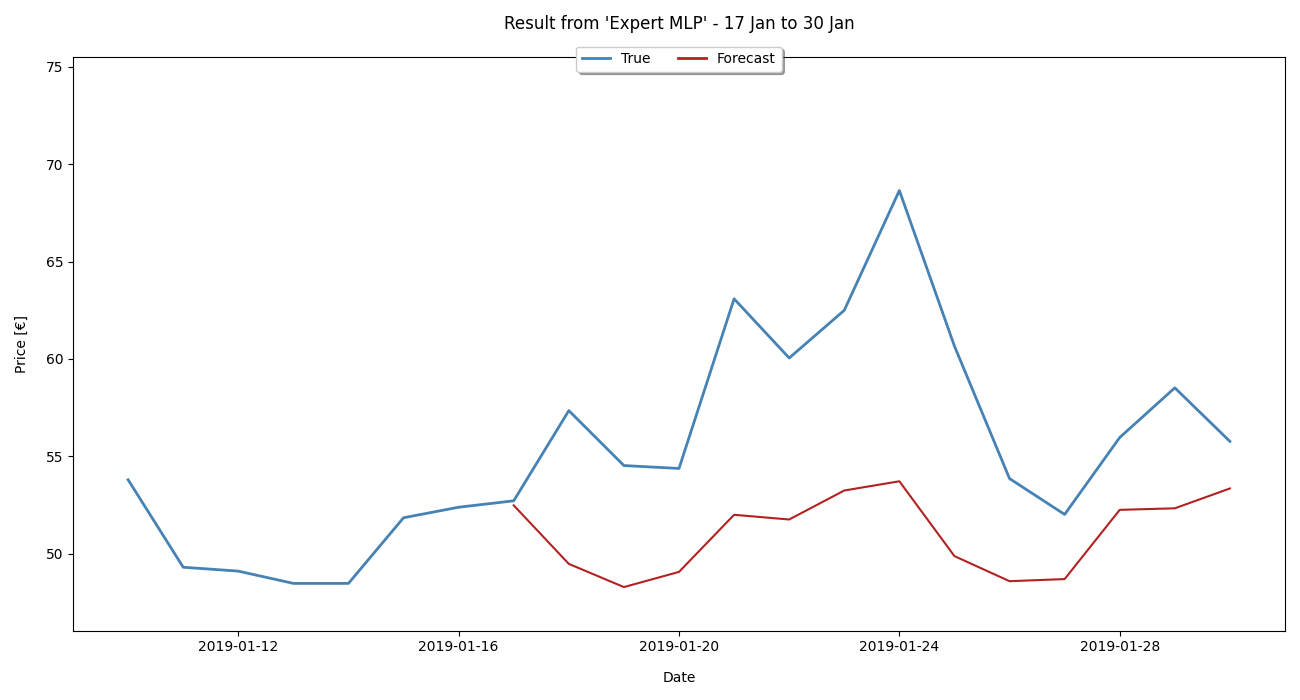 Result from 'Expert MLP' - 17 Jan to 30 Jan
True Forecast
75
70
65
60
55
50
Price [€]
2019-01-12 2019-01-16 2019-01-20 2019-01-24 2019-01-28
Date